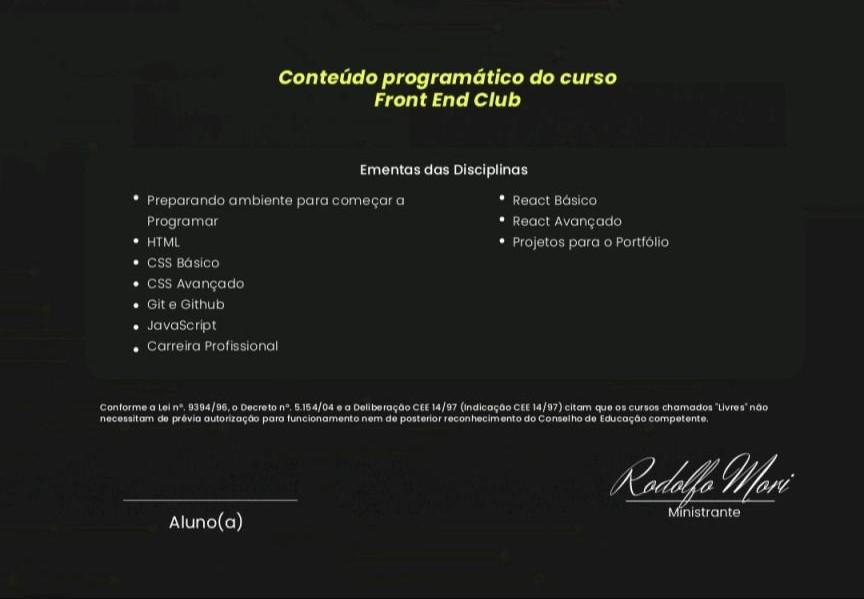 Conteúdo programático do curso
Front End Club
Ementas das Disciplinas
• Preparando ambiente para começar a
Programar
• HTML
• CSS Básico
• CSS Avançado
• Git e Github
• JavaScript
• Carreira Profissional
• React Básico
• React Avançado
• Projetos para o Portfólio
Conforme a Lei nº. 9394/96, o Decreto nº. 5.154/04 e a Deliberação CEE 14/97 (Indicação CEE 14/97) citam que os cursos chamados "Livres" não
necessitam de prévia autorização para funcionamento nem de posterior reconhecimento do Conselho de Educação competente.
Aluno(a)
Rodolfo Mori
Ministrante